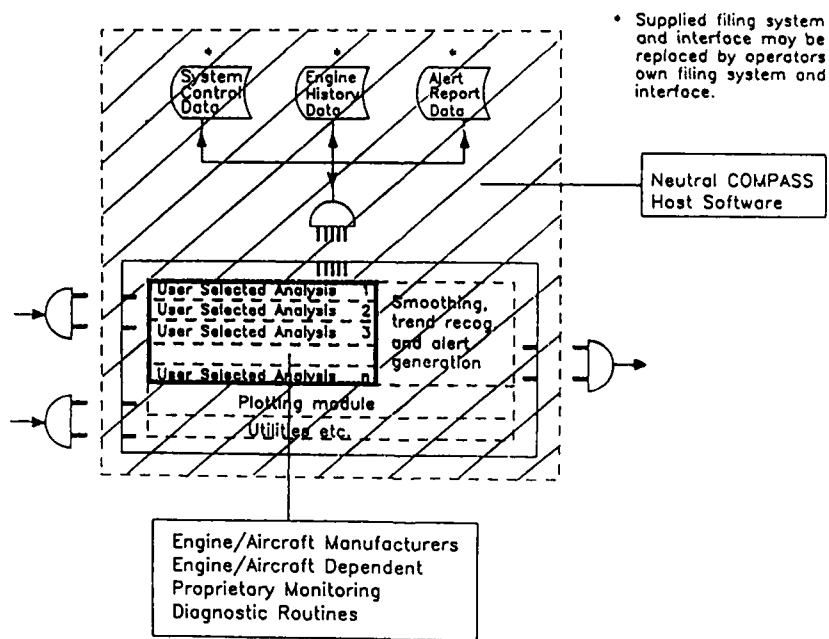 * Supplied filing system
and interface may be
replaced by operators
own filing system and
interface.
* * *
System
Control
Data
Engine
History
Data
Alert
Report
Data
Neutral COMPASS
Host Software
User Selected Analysis 1
User Selected Analysis 2
User Selected Analysis 3
User Selected Analysis n
Smoothing,
trend recog.
and alert
generation
Plotting module
Utilities etc.
Engine/Aircraft Manufacturers
Engine/Aircraft Dependent
Proprietary Monitoring
Diagnostic Routines